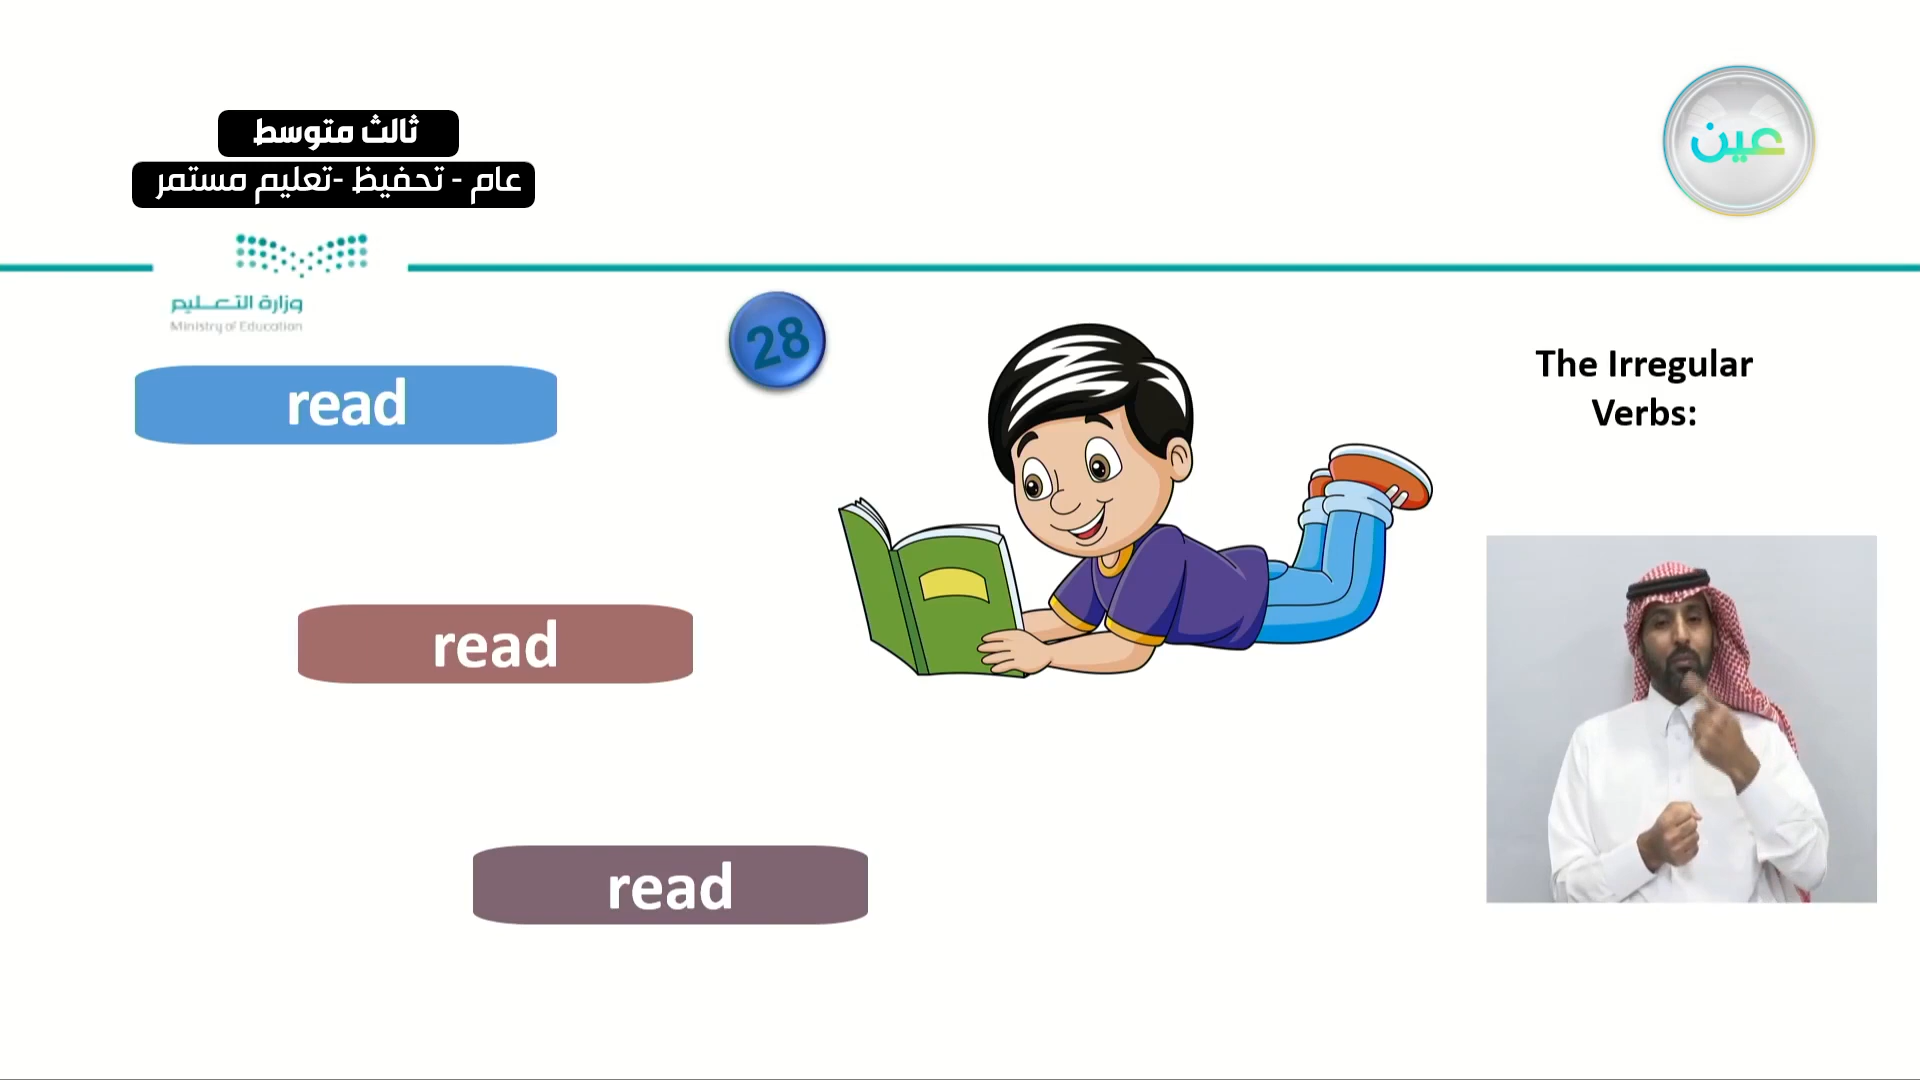 ثالث متوسط
عام - تحفيظ -تعليم مستمر
عين
وزارة التعليم
Ministry of Education
28
The Irregular
Verbs:
read
read
read